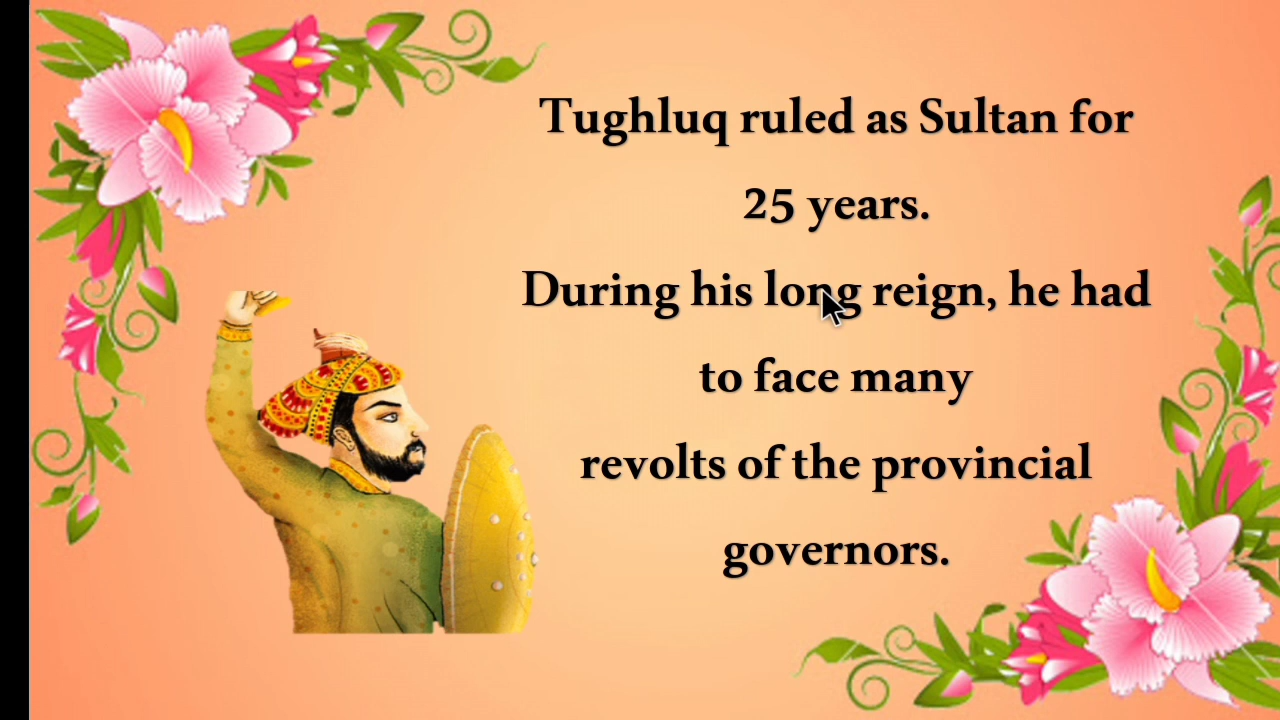 Tughluq ruled as Sultan for
25 years.
During his long reign, he had
to face many
revolts of the provincial
governors.